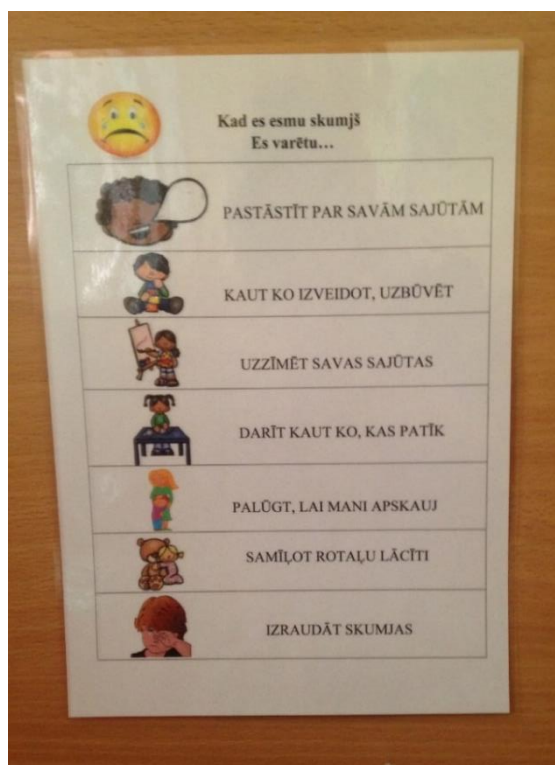 Kad es esmu skumjš
Es varētu...
PASTĀSTĪT PAR SAVĀM SAJŪTĀM
KAUT KO IZVEIDOT, UZBŪVĒT
UZZĪMĒT SAVAS SAJŪTAS
DARĪT KAUT KO, KAS PATĪK
PALŪGT, LAI MANI APSKAUJ
SAMĪĻOT ROTAĻU LĀCĪTI
IZRAUDĀT SKUMJAS